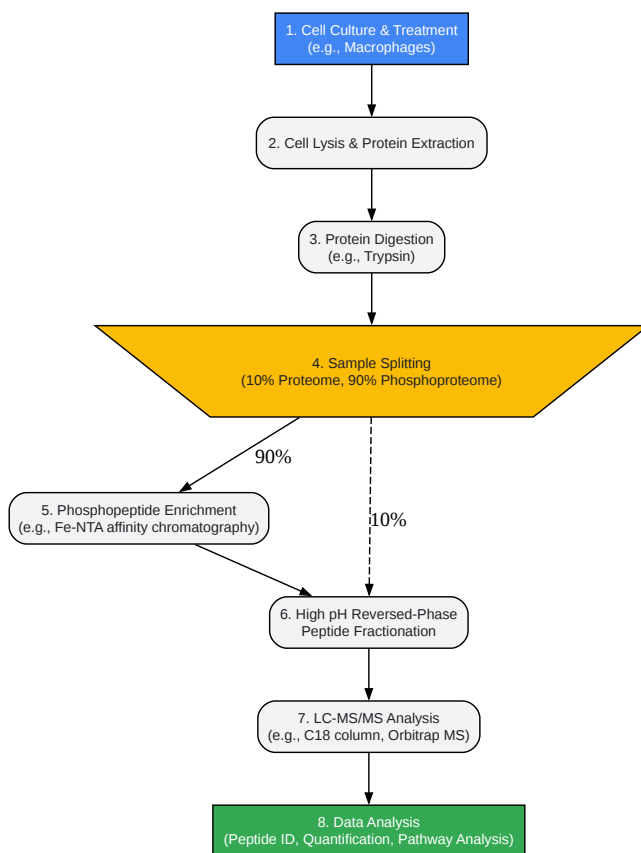 1. Cell Culture & Treatment
(e.g., Macrophages)
2. Cell Lysis & Protein Extraction
3. Protein Digestion
(e.g., Trypsin)
4. Sample Splitting
(10% Proteome, 90% Phosphoproteome)
90%
5. Phosphopeptide Enrichment
(e.g., Fe-NTA affinity chromatography)
10%
6. High pH Reversed-Phase
Peptide Fractionation
7. LC-MS/MS Analysis
(e.g., C18 column, Orbitrap MS)
8. Data Analysis
(Peptide ID, Quantification, Pathway Analysis)